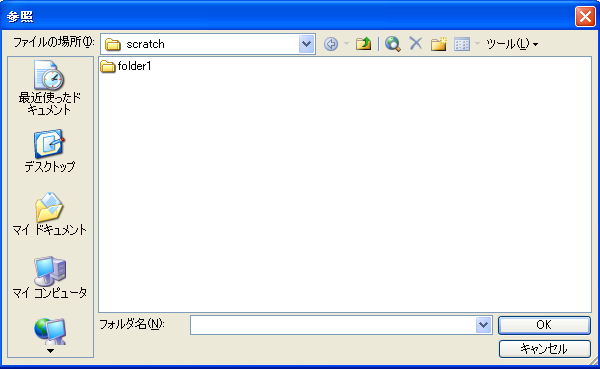 参照
ファイルの場所(I):
scratch
ツール(L)
folder1
最近使ったド
キュメント
デスクトップ
マイ ドキュメント
マイ コンピュータ
フォルダ名(N):
OK
キャンセル